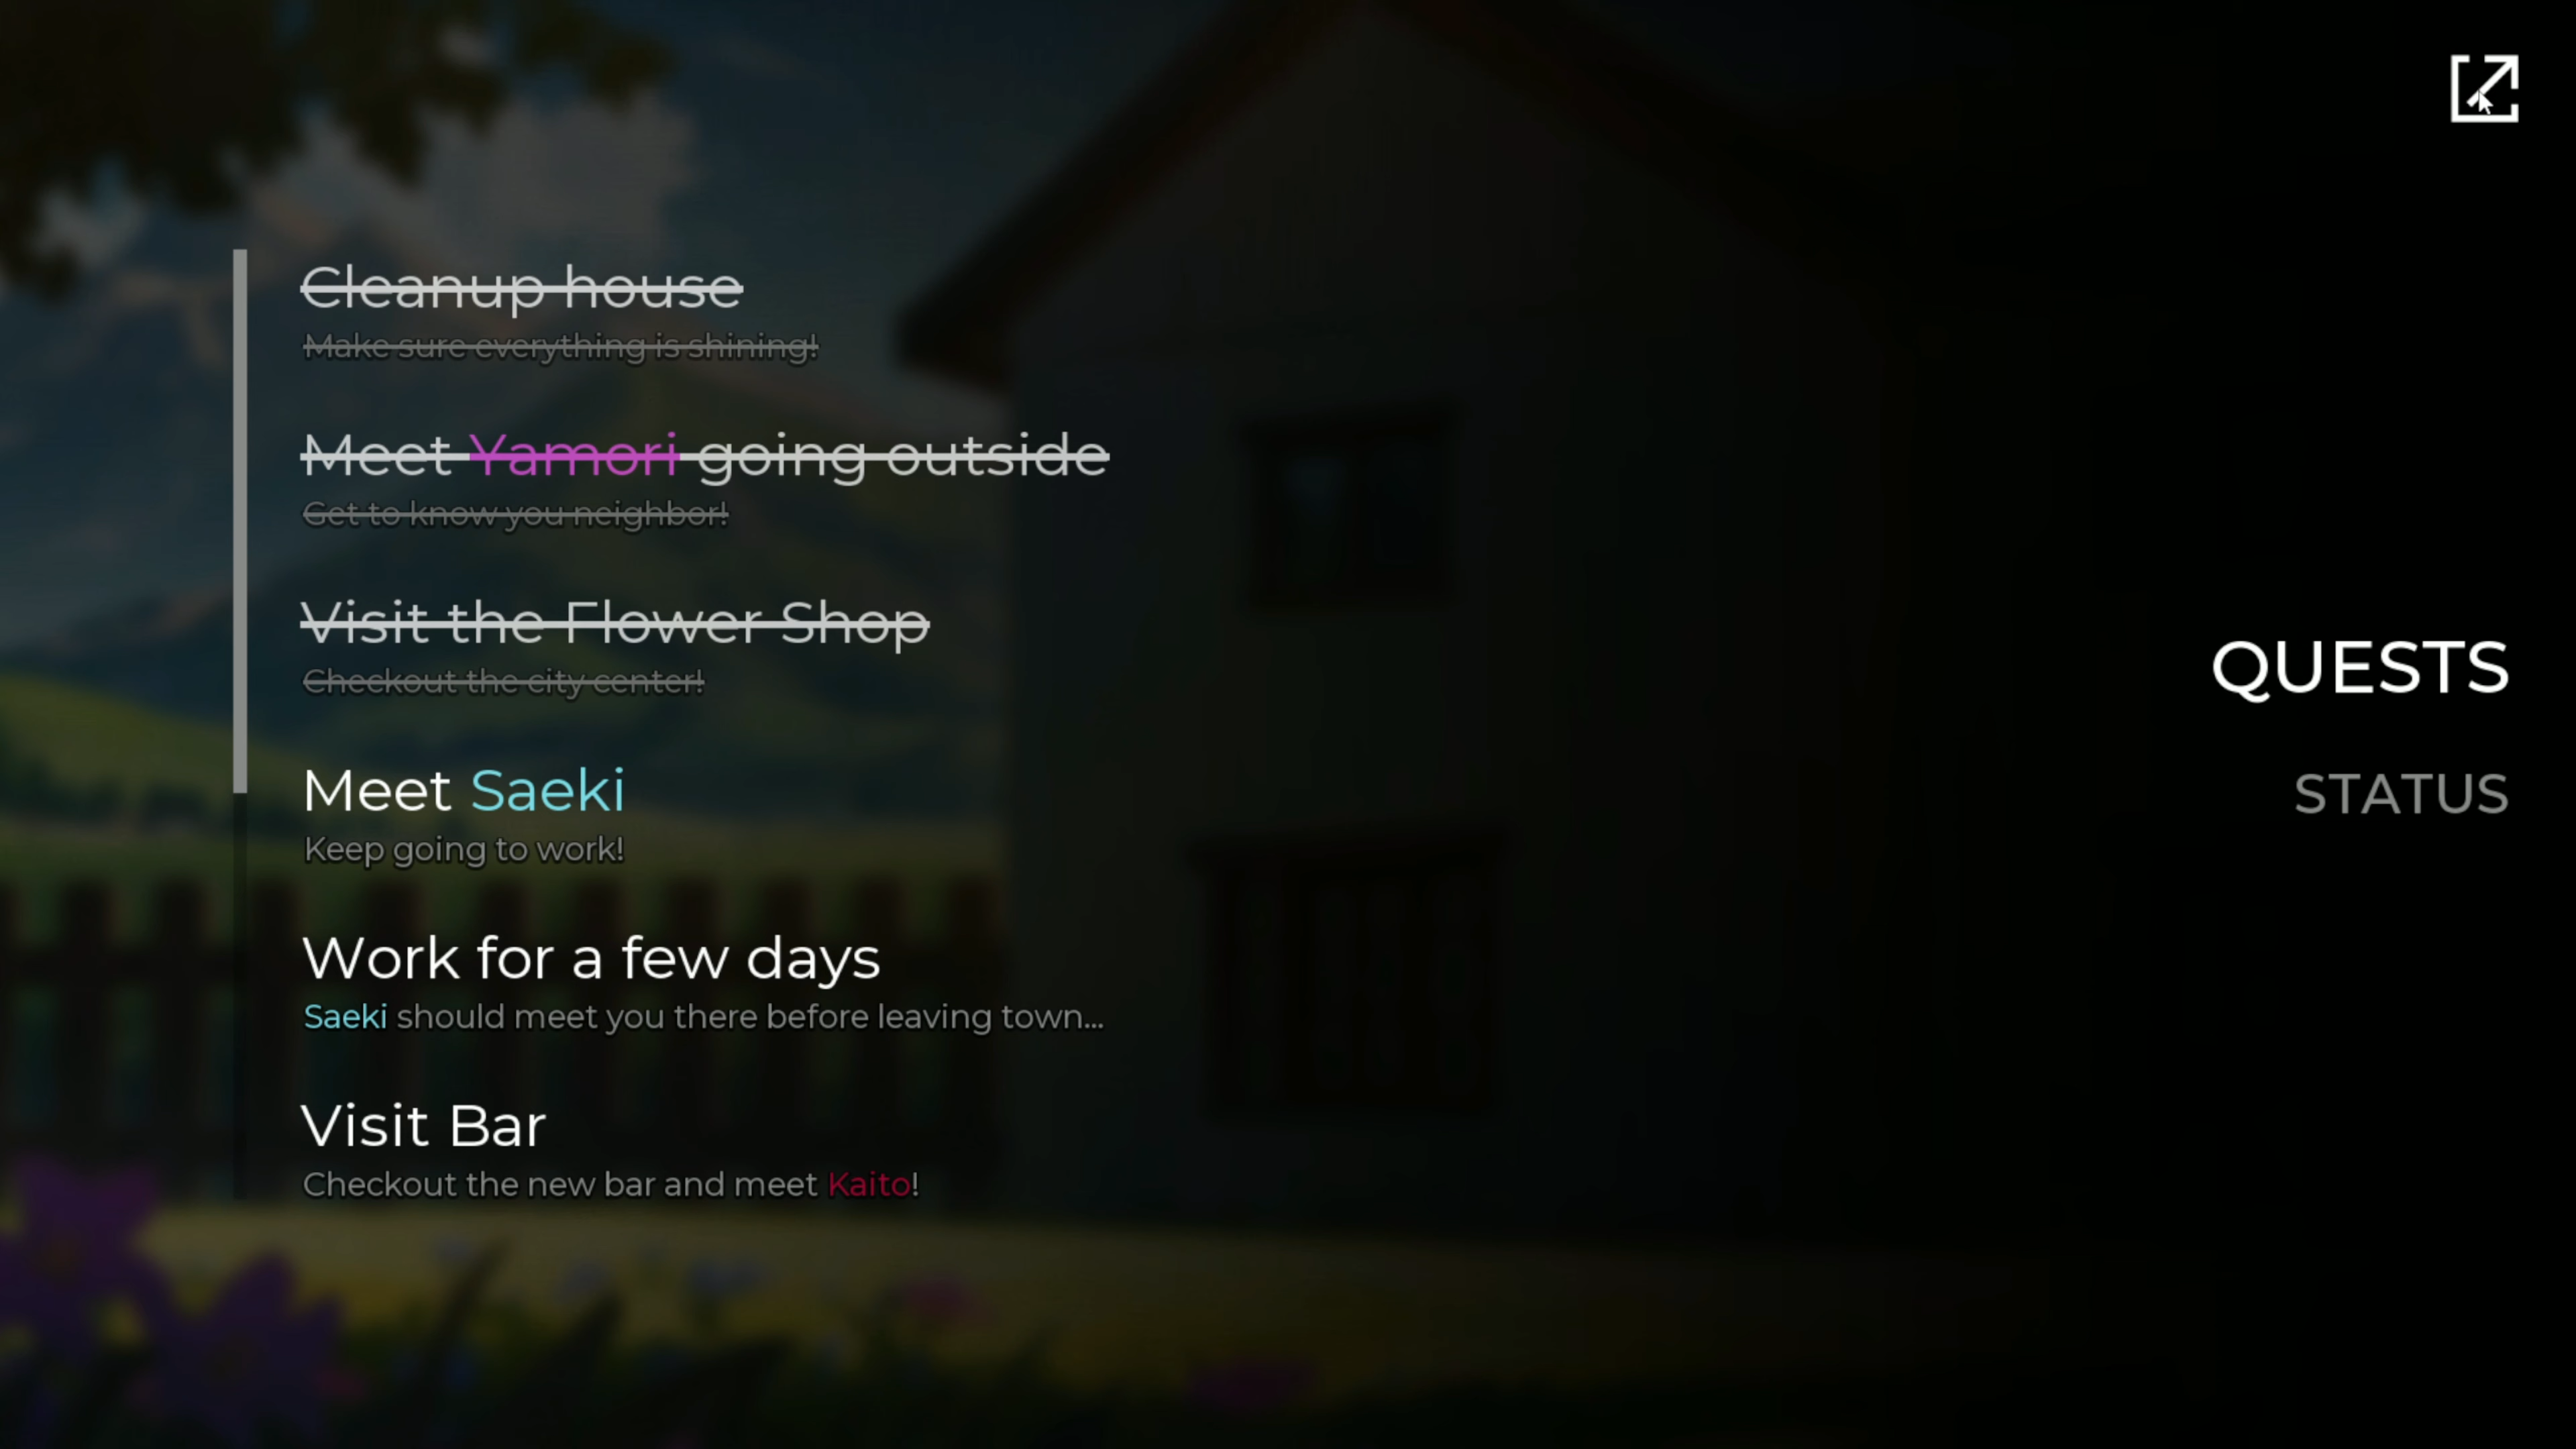 Cleanup house
Make sure everything is shining!
Meet Yamori going outside
Get to know you neighbor!
Visit the Flower Shop
Checkout the city center!
Meet Saeki
Keep going to work!
Work for a few days
Saeki should meet you there before leaving town...
Visit Bar
Checkout the new bar and meet Kaito!
QUESTS
STATUS